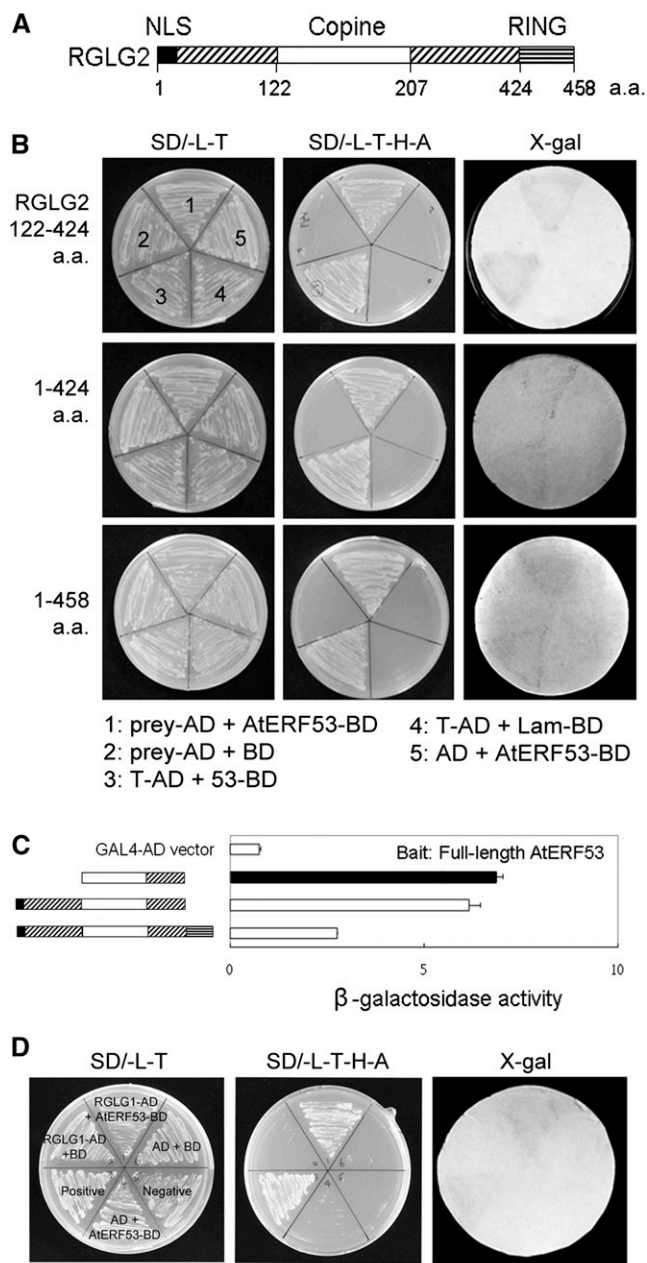 A
NLS Copine RING
RGLG2
1 122 207 424 458 a.a.
B
SD/-L-T SD/-L-T-H-A X-gal
RGLG2
122-424
a.a.
1
2 5
3 4
1-424
a.a.
1-458
a.a.
1: prey-AD + AtERF53-BD
2: prey-AD + BD
3: T-AD + 53-BD
4: T-AD + Lam-BD
5: AD + AtERF53-BD
C
GAL4-AD vector
Bait: Full-length AtERF53
0 5 10
β-galactosidase activity
D
SD/-L-T SD/-L-T-H-A X-gal
RGLG1-AD
+ AtERF53-BD
RGLG1-AD
+BD
AD + BD
Positive Negative
AD +
AtERF53-BD